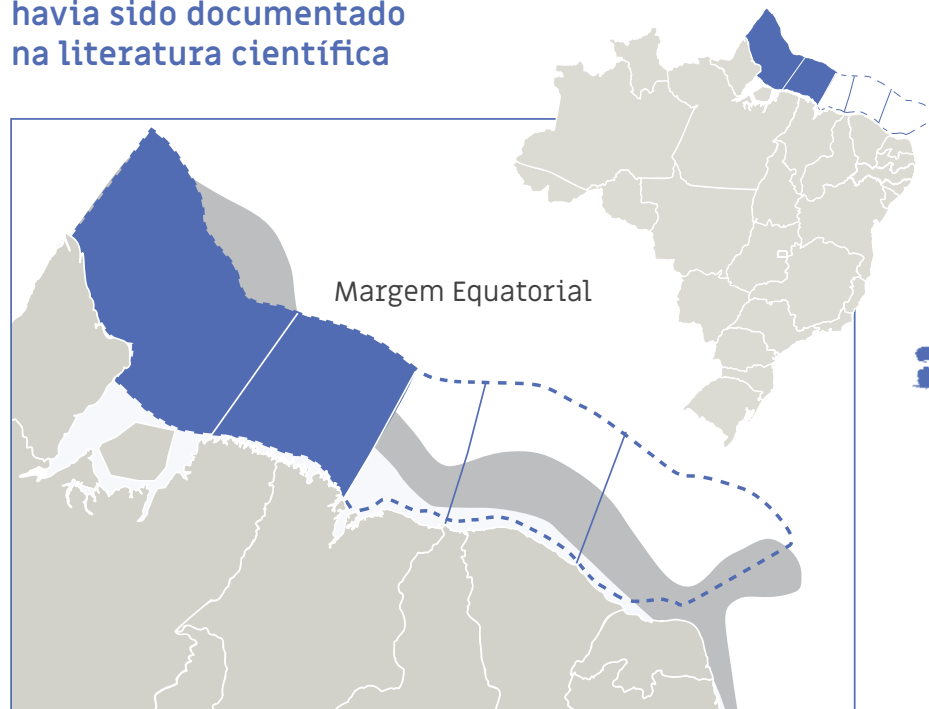 havia sido documentado
na literatura científica
Margem Equatorial